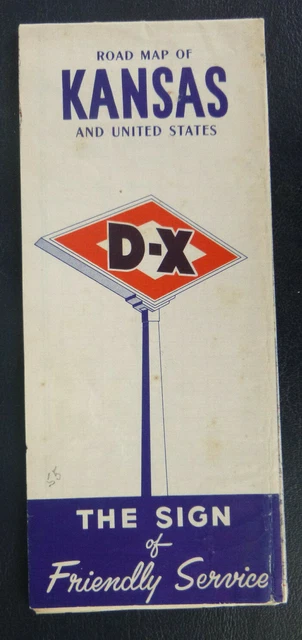 ROAD MAP OF
KANSAS
AND UNITED STATES
D-X
THE SIGN
of
Friendly Service